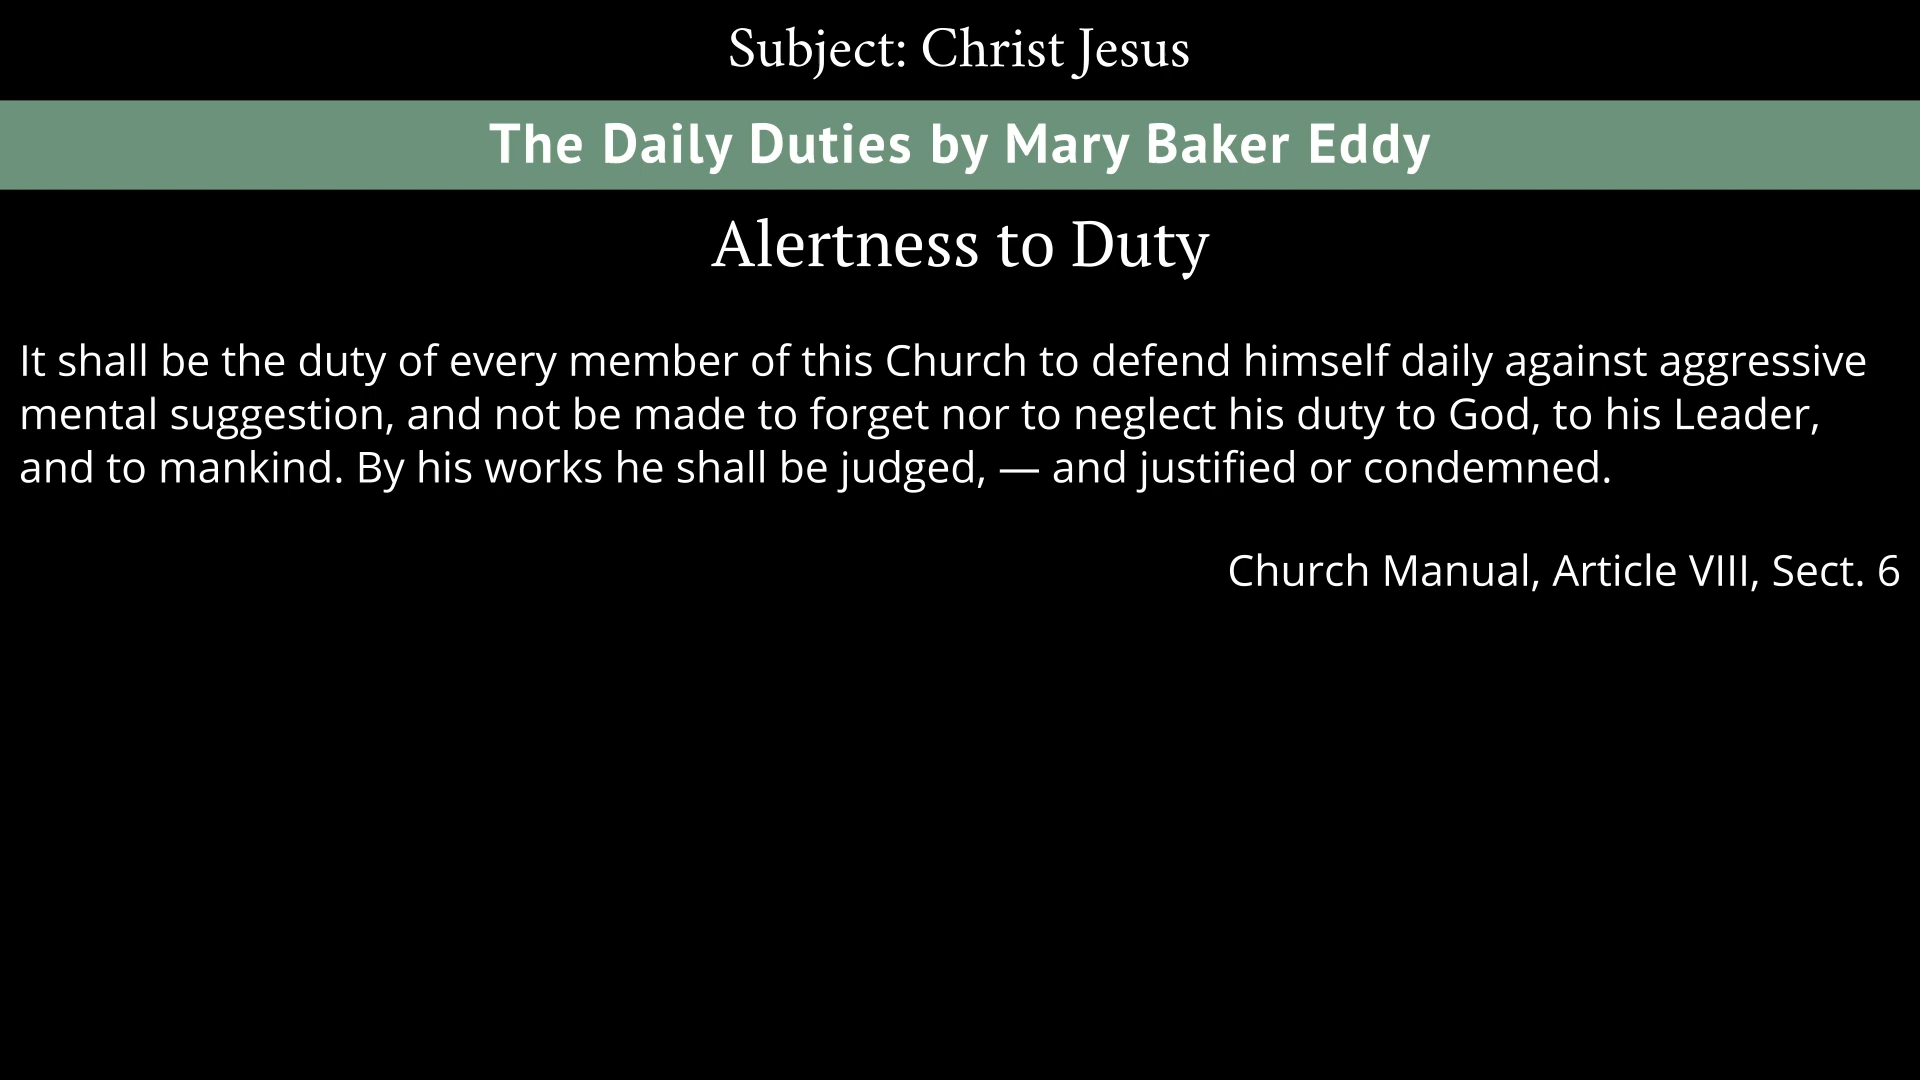 Subject: Christ Jesus
The Daily Duties by Mary Baker Eddy
Alertness to Duty
It shall be the duty of every member of this Church to defend himself daily against aggressive
mental suggestion, and not be made to forget nor to neglect his duty to God, to his Leader,
and to mankind. By his works he shall be judged, — and justified or condemned.
Church Manual, Article VIII, Sect. 6